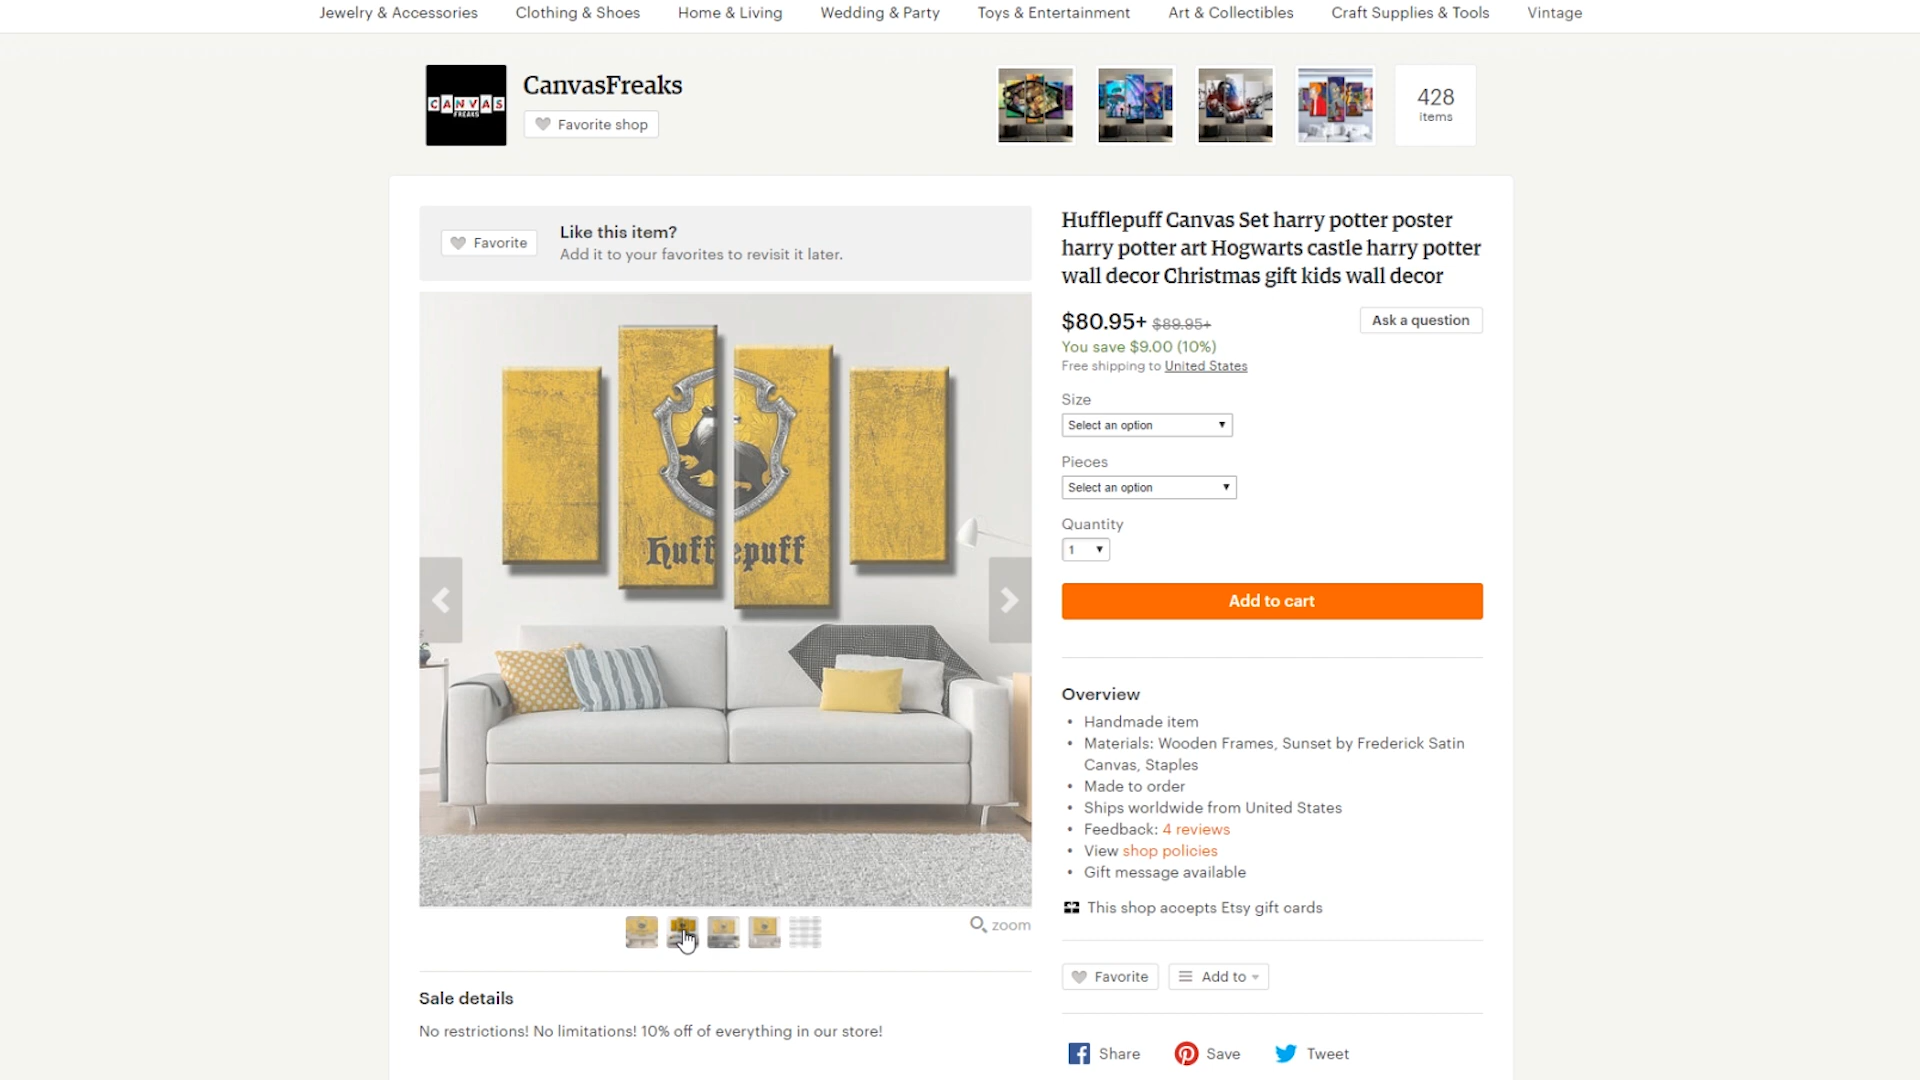 Jewelry & Accessories
Clothing & Shoes
Home & Living
Wedding & Party
Toys & Entertainment
Art & Collectibles
Craft Supplies & Tools
Vintage
CANVAS
FREAKS
CanvasFreaks
Favorite shop
428
items
Favorite
Like this item?
Add it to your favorites to revisit it later.
Hufflepuff
zoom
Sale details
No restrictions! No limitations! 10% off of everything in our store!
Hufflepuff Canvas Set harry potter poster
harry potter art Hogwarts castle harry potter
wall decor Christmas gift kids wall decor
$80.95+ $89.95+
Ask a question
You save $9.00 (10%)
Free shipping to United States
Size
Select an option
Pieces
Select an option
Quantity
1
Add to cart
Overview
• Handmade item
• Materials: Wooden Frames, Sunset by Frederick Satin
Canvas, Staples
• Made to order
• Ships worldwide from United States
• Feedback: 4 reviews
• View shop policies
• Gift message available
This shop accepts Etsy gift cards
Favorite
Add to
Share
Save
Tweet